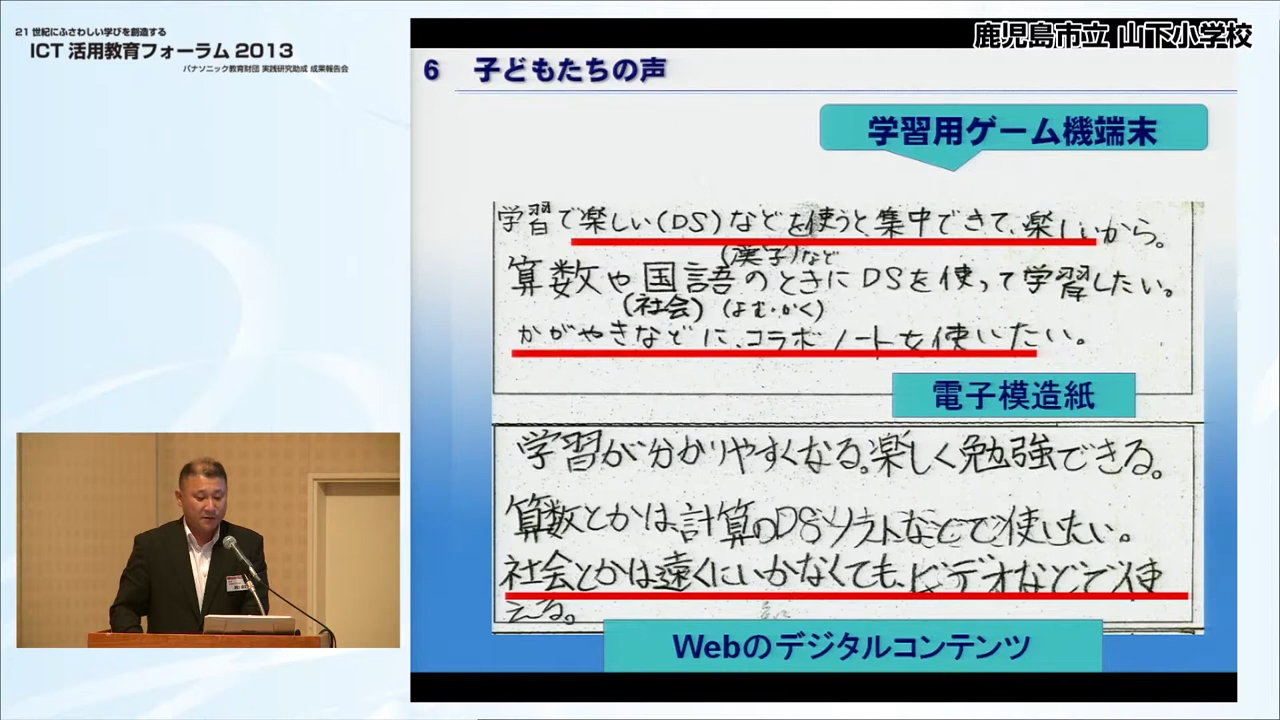 21世紀にふさわしい学びを創造する
ICT 活用教育フォーラム 2013
パナソニック教育財団 実践研究助成 成果報告会
鹿児島市立 山下小学校
6 子どもたちの声
学習用ゲーム機端末
学習で楽しい(DS)などを使うと集中できて、楽しいから。
(漢字)など
算数や国語のときにDSを使って学習したい。
(社会) (よむ・かく)
かがやきなどに、コラボノートを使いたい。
電子模造紙
学習が分かりやすくなる。楽しく勉強できる。
算数とかは計算のDSソフトなどで使いたい。
社会とかは遠くにいかなくても、ビデオなどで使
える。
Webのデジタルコンテンツ